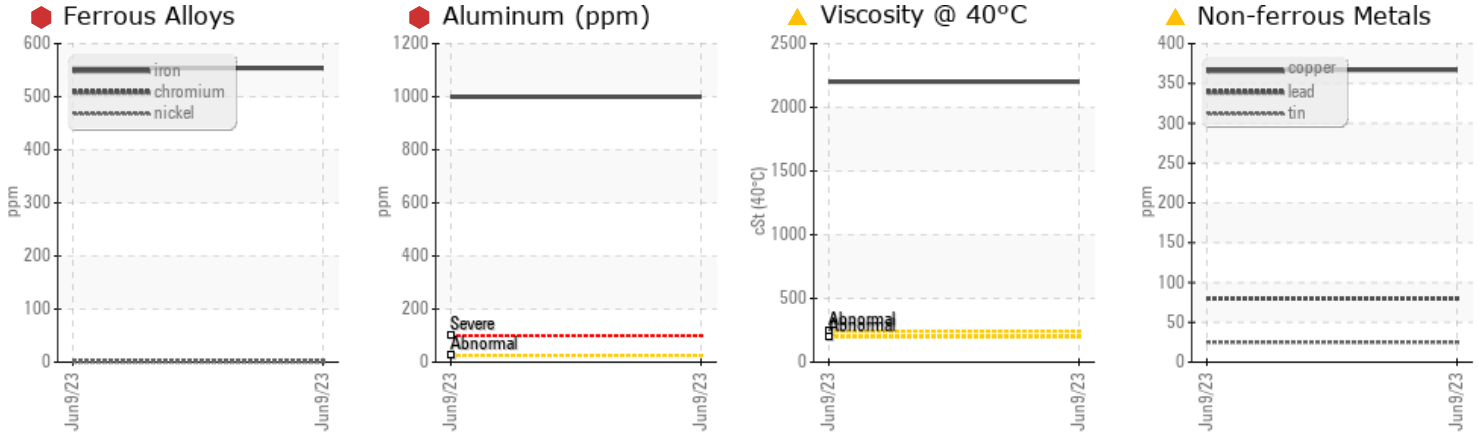 Ferrous Alloys
600
500
400
300
200
100
0
ppm
iron
chromium
nickel
Jun9/23
Jun9/23
Aluminum (ppm)
1200
1000
800
600
400
200
0
ppm
Severe
Abnormal
Jun9/23
Jun9/23
Viscosity @ 40°C
2500
2000
1500
1000
500
0
cSt (40°C)
Abnormal
Abnormal
Jun9/23
Jun9/23
Non-ferrous Metals
400
350
300
250
200
150
100
50
0
ppm
copper
lead
tin
Jun9/23
Jun9/23